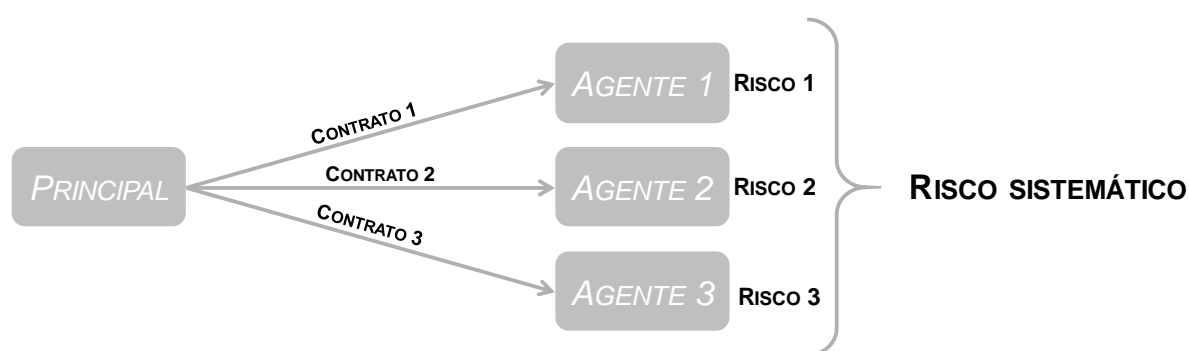 AGENTE 1
RISCO 1
CONTRATO 1
PRINCIPAL
CONTRATO 2
AGENTE 2
RISCO 2
RISCO SISTEMÁTICO
CONTRATO 3
AGENTE 3
RISCO 3